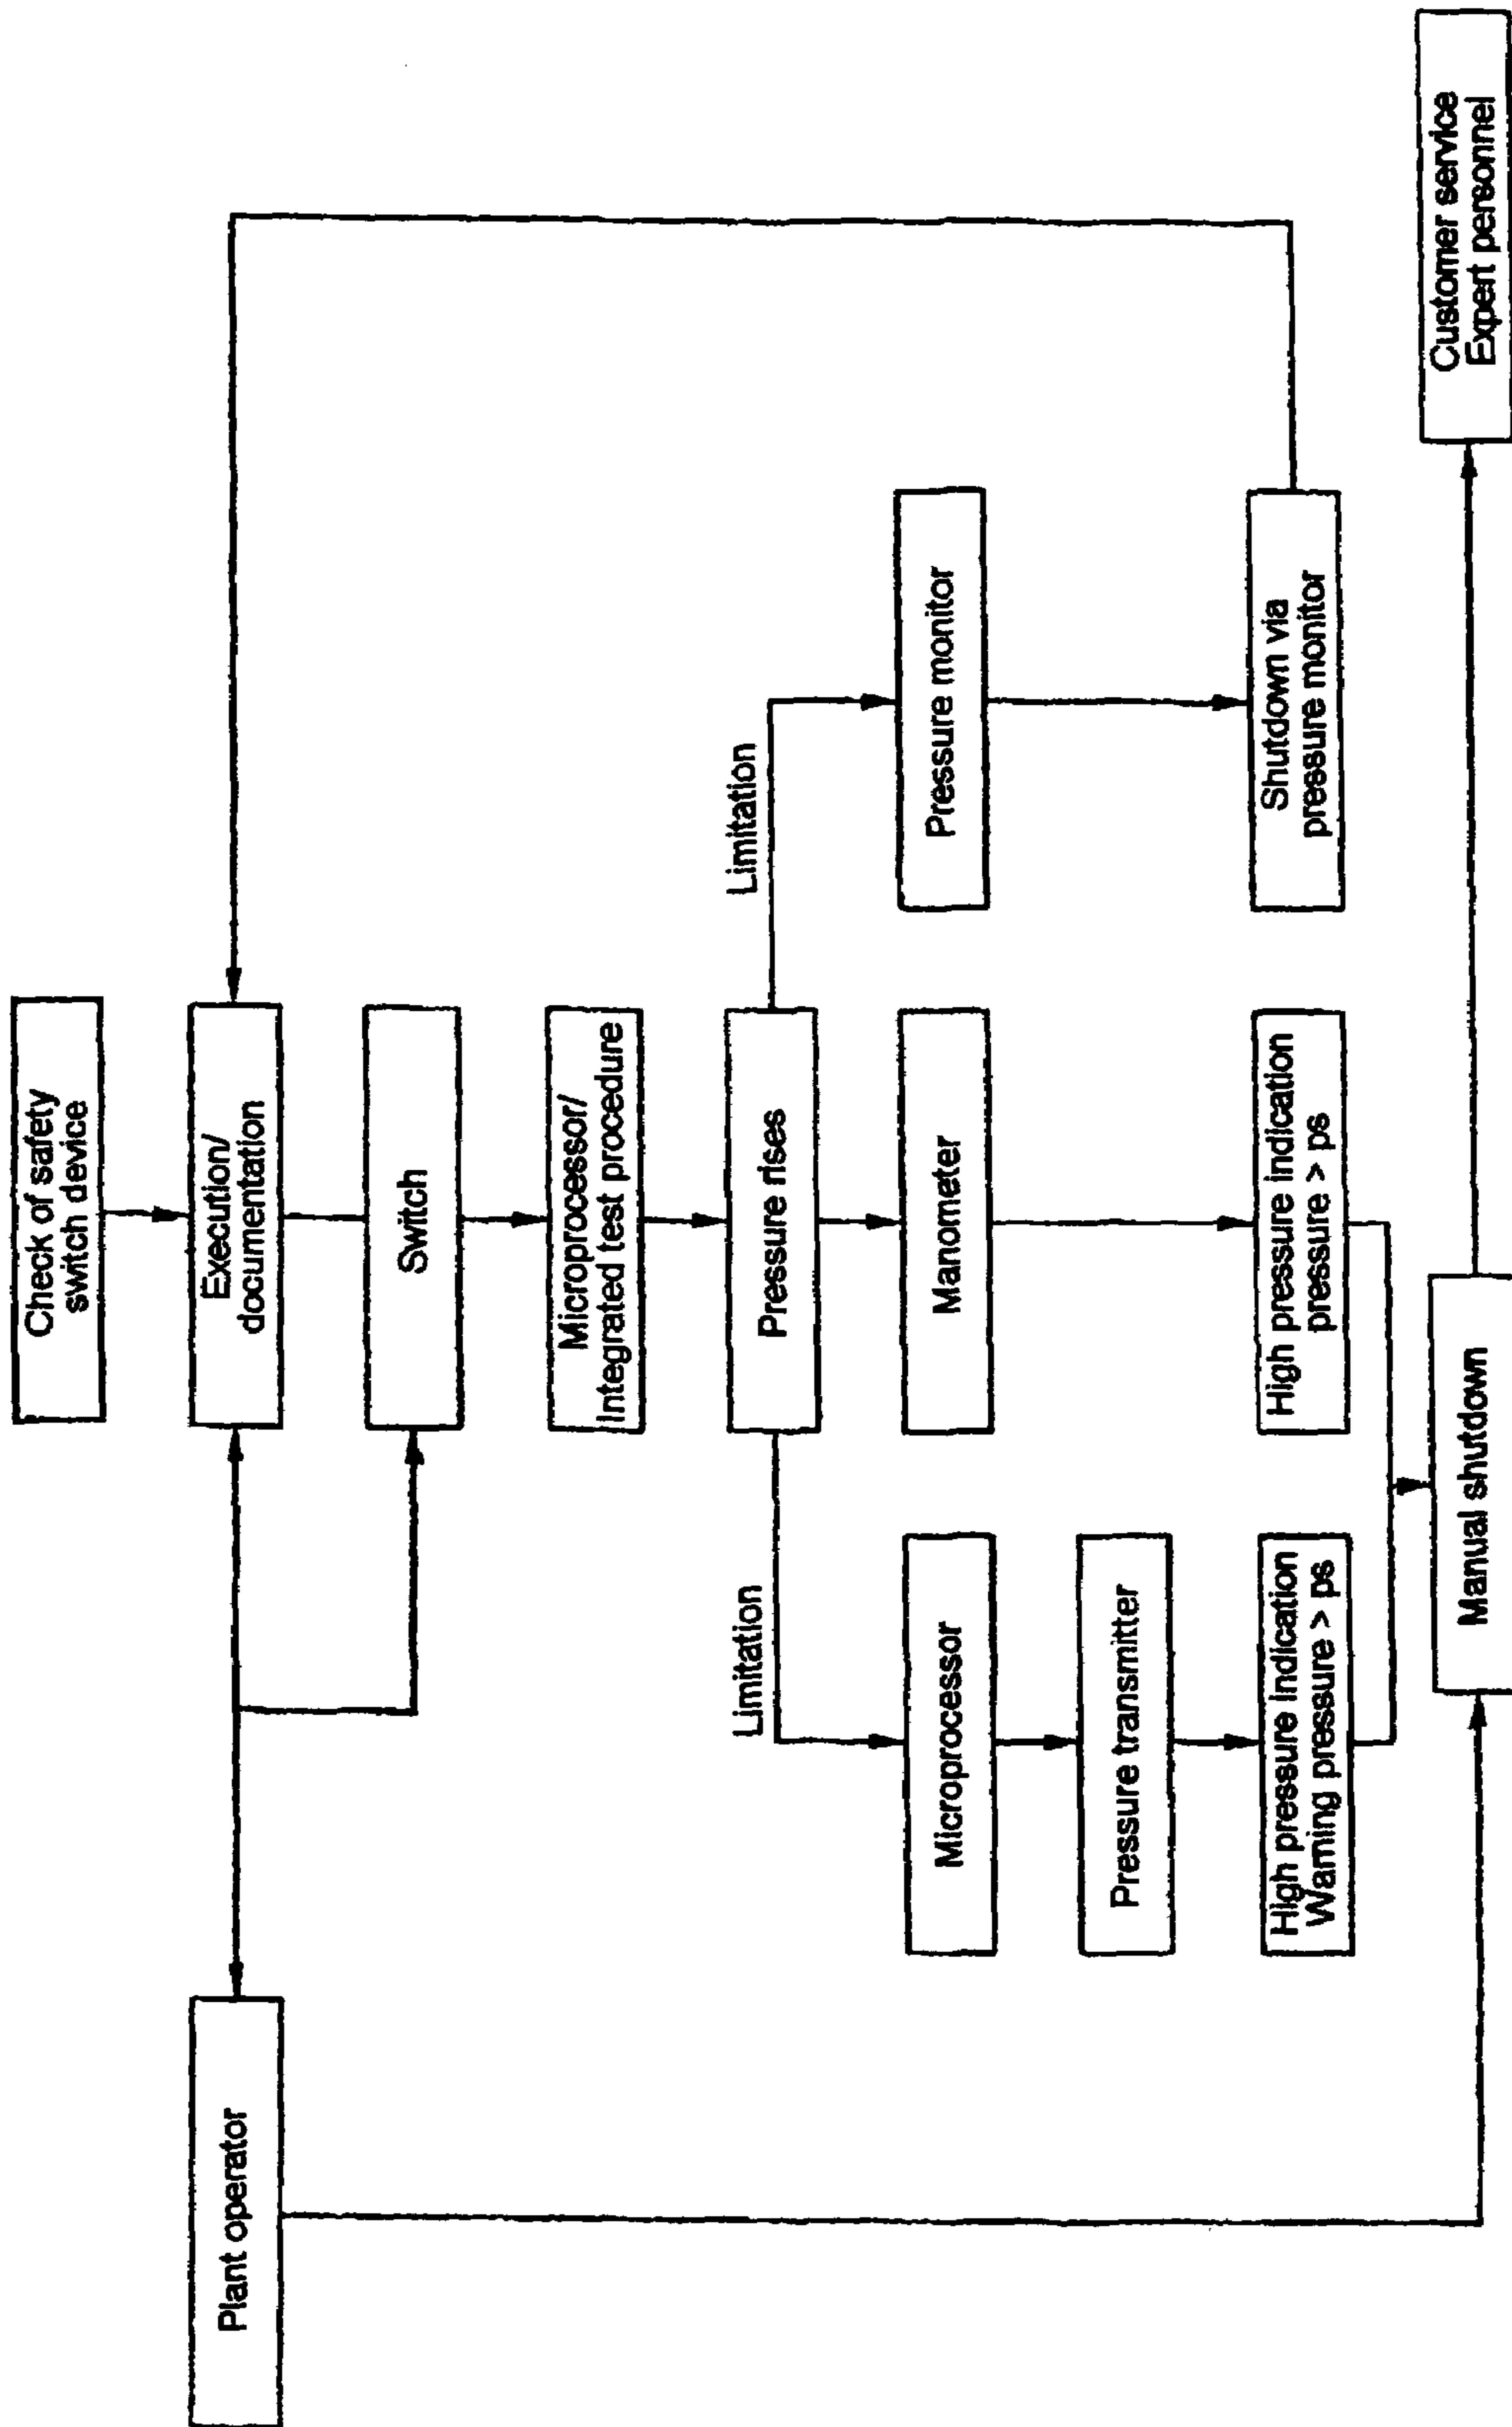 Check of safety
switch device
Plant operator
Execution/
documentation
Switch
Microprocessor/
Integrated test procedure
Limitation
Pressure rises
Limitation
Microprocessor
Manometer
Pressure monitor
Pressure transmitter
High pressure indication
Warning pressure > ps
High pressure indication
pressure > ps
Shutdown via
pressure monitor
Manual shutdown
Customer service
Expert personnel